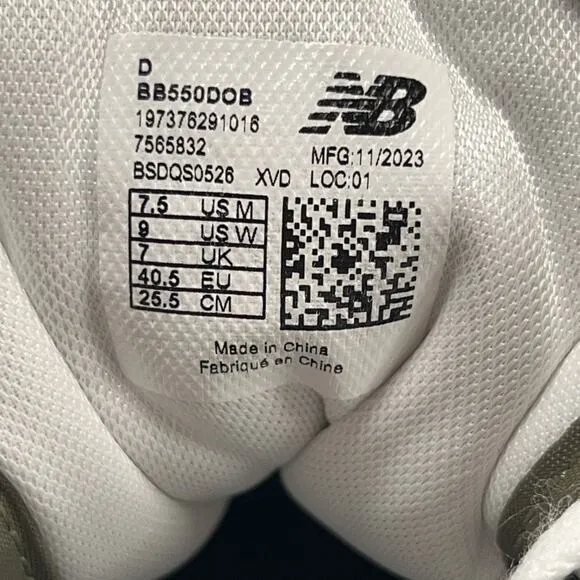 D
BB550DOB
197376291016
7565832
NB
MFG:11/2023
BSDQS0526 XVD LOC:01
7.5 US M
9 US W
7 UK
40.5 EU
25.5 CM
Made in China
Fabriqué en Chine